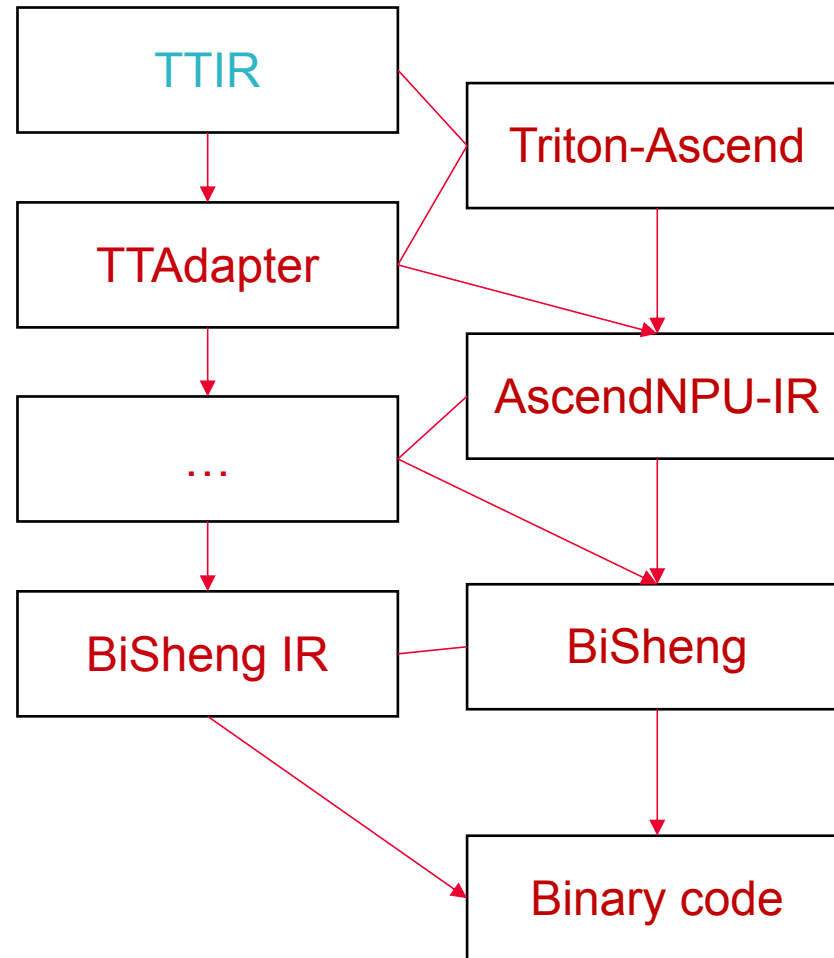 TTIR
Triton-Ascend
TTAdapter
AscendNPU-IR
...
BiSheng IR
BiSheng
Binary code